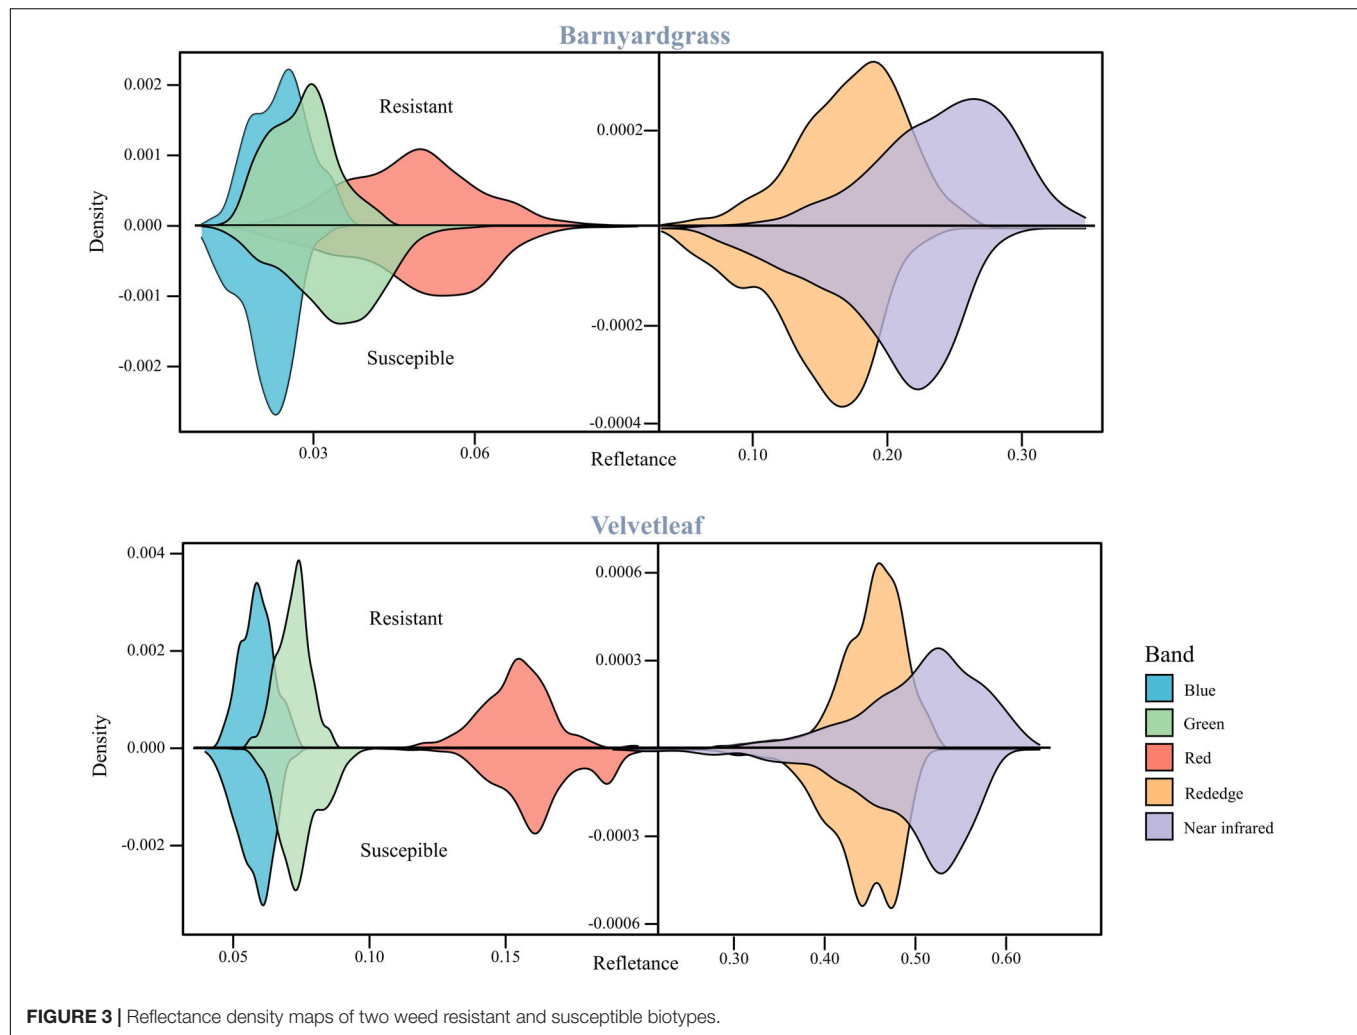 Barnyardgrass
0.002
0.001
0.000
-0.001
-0.002
Density
Resistant
Suscepible
0.0002
-0.0002
-0.0004
0.03
0.06
Refletance
0.10
0.20
0.30
Velvetleaf
0.004
0.002
0.000
-0.002
Density
Resistant
Suscepible
0.0006
0.0003
-0.0003
-0.0006
0.05
0.10
0.15
Refletance
0.30
0.40
0.50
0.60
Band
Blue
Green
Red
Rededge
Near infrared
FIGURE 3 | Reflectance density maps of two weed resistant and susceptible biotypes.